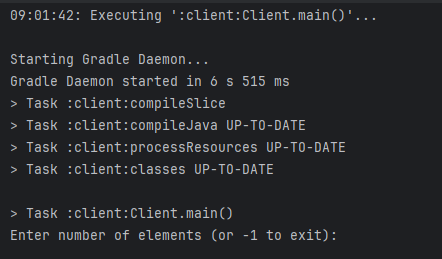 09:01:42: Executing ':client:Client.main()'...
Starting Gradle Daemon...
Gradle Daemon started in 6 s 515 ms
> Task :client:compileSlice
> Task :client:compileJava UP-TO-DATE
> Task :client:processResources UP-TO-DATE
> Task :client:classes UP-TO-DATE
> Task :client:Client.main()
Enter number of elements (or -1 to exit):